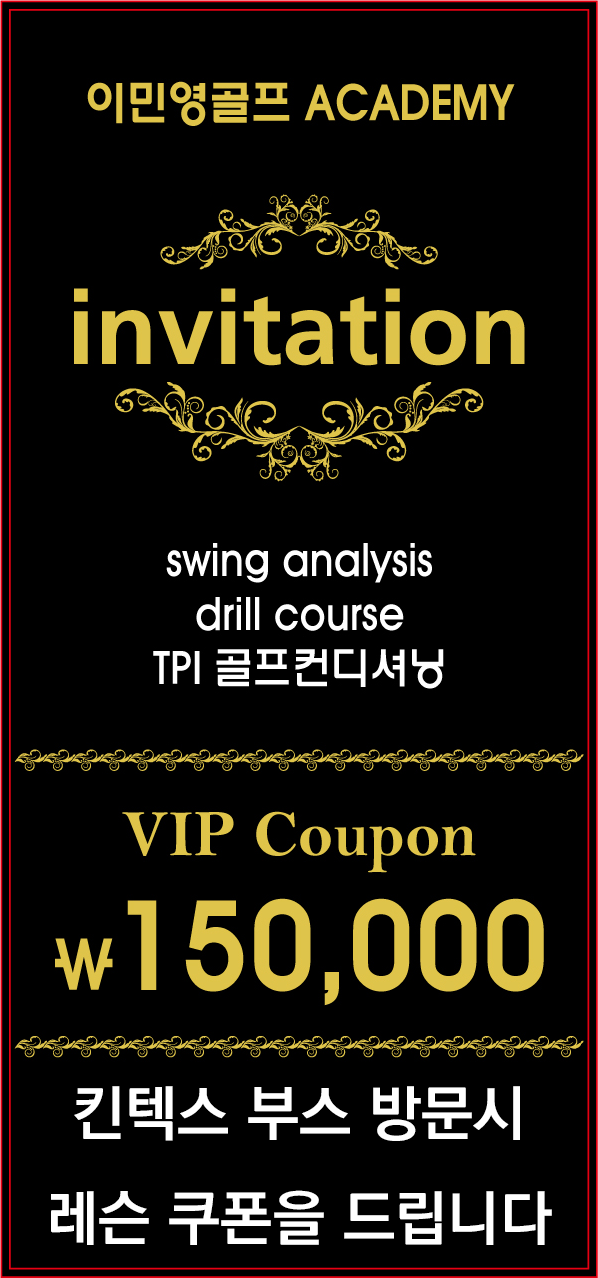 이민영골프 ACADEMY
invitation
swing analysis
drill course
TPI 골프컨디셔닝
VIP Coupon
₩150,000
킨텍스 부스 방문시
레슨 쿠폰을 드립니다